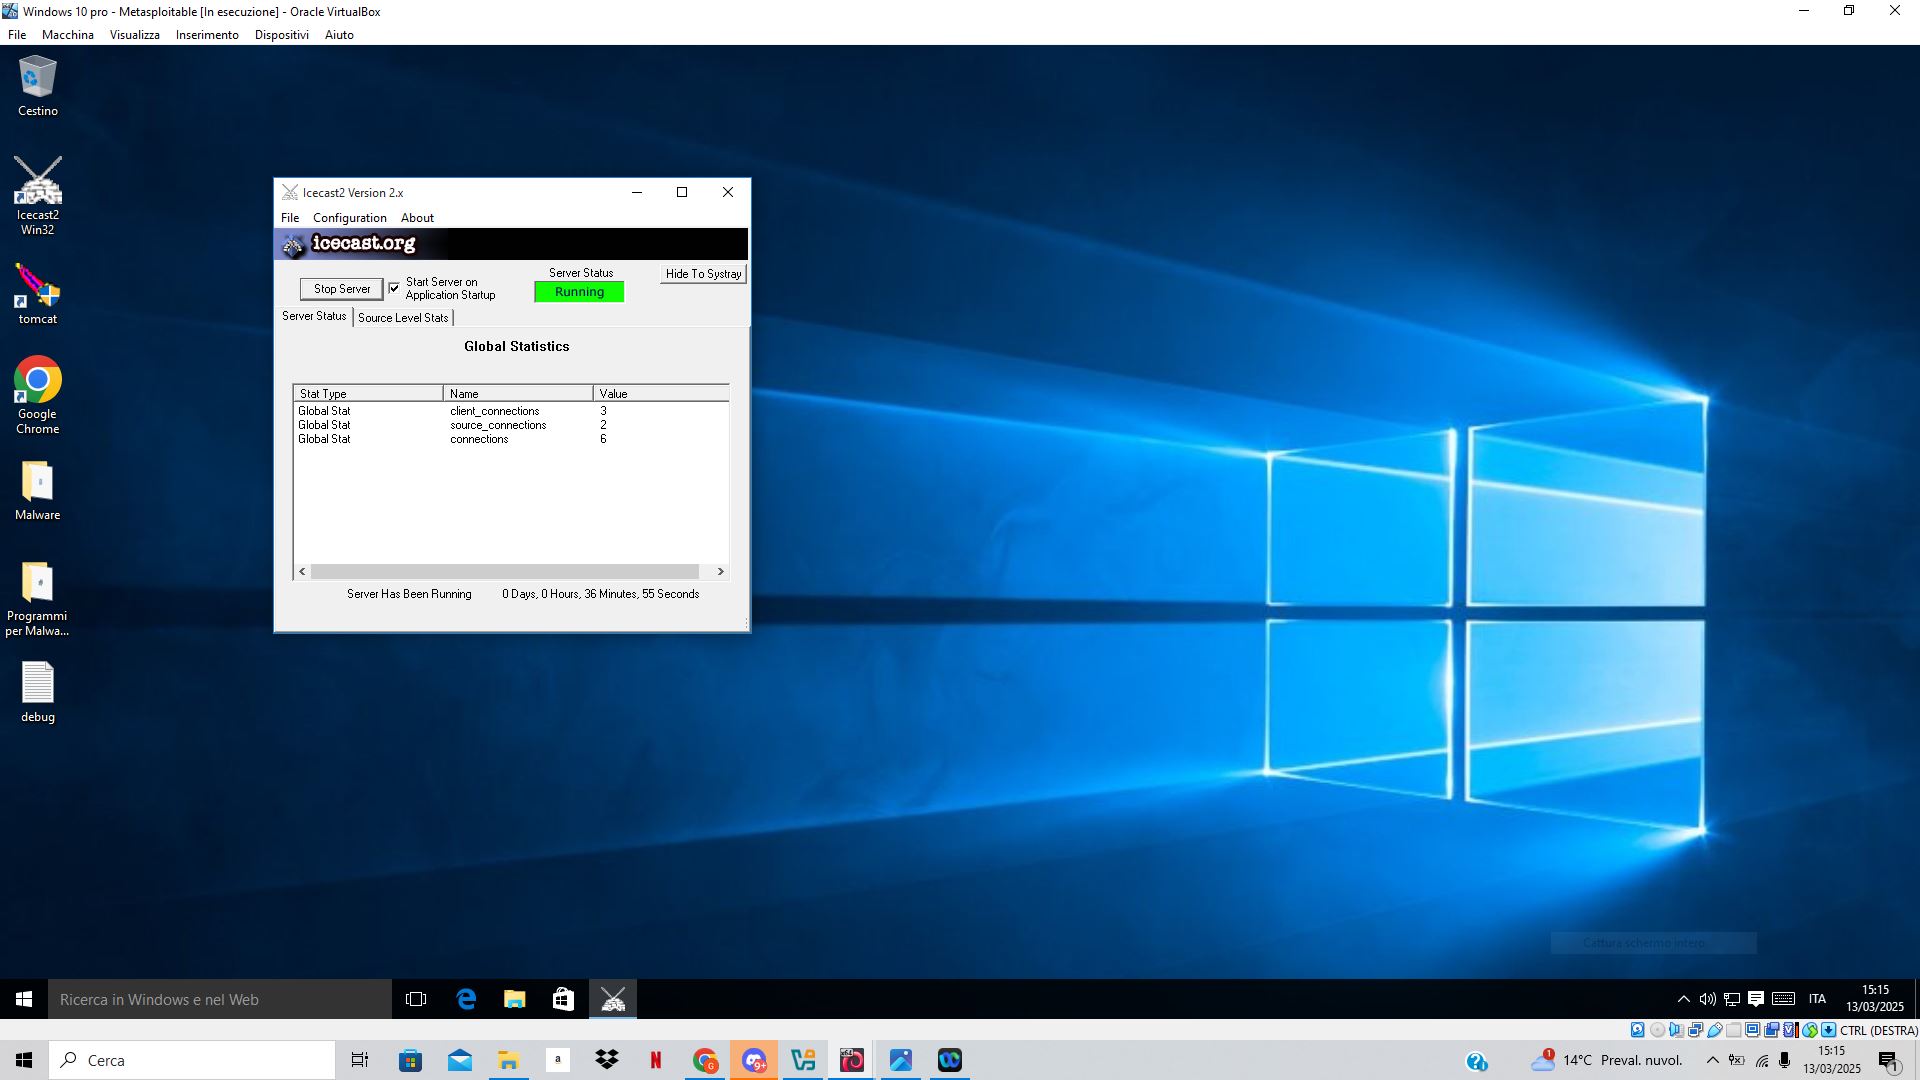 Windows 10 pro - Metasploitable [In esecuzione] - Oracle VirtualBox
File Macchina Visualizza Inserimento Dispositivi Aiuto
Cestino
Icecast2
Win32
tomcat
Google
Chrome
Malware
Programmi
per Malwa...
debug
Icecast2 Version 2.x
File Configuration About
icecast.org
Stop Server
Start Server on
Application Startup
Server Status
Running
Hide To Systray
Server Status Source Level Stats
Global Statistics
Stat Type Name Value
Global Stat client_connections 3
Global Stat source_connections 2
Global Stat connections 6
Server Has Been Running 0 Days, 0 Hours, 36 Minutes, 55 Seconds
Cattura schermo intero
Ricerca in Windows e nel Web
ITA
15:15
13/03/2025
CTRL (DESTRA)
Cerca
a
N
G
9+
x64
1
14°C Preval. nuvol.
15:15
13/03/2025
1